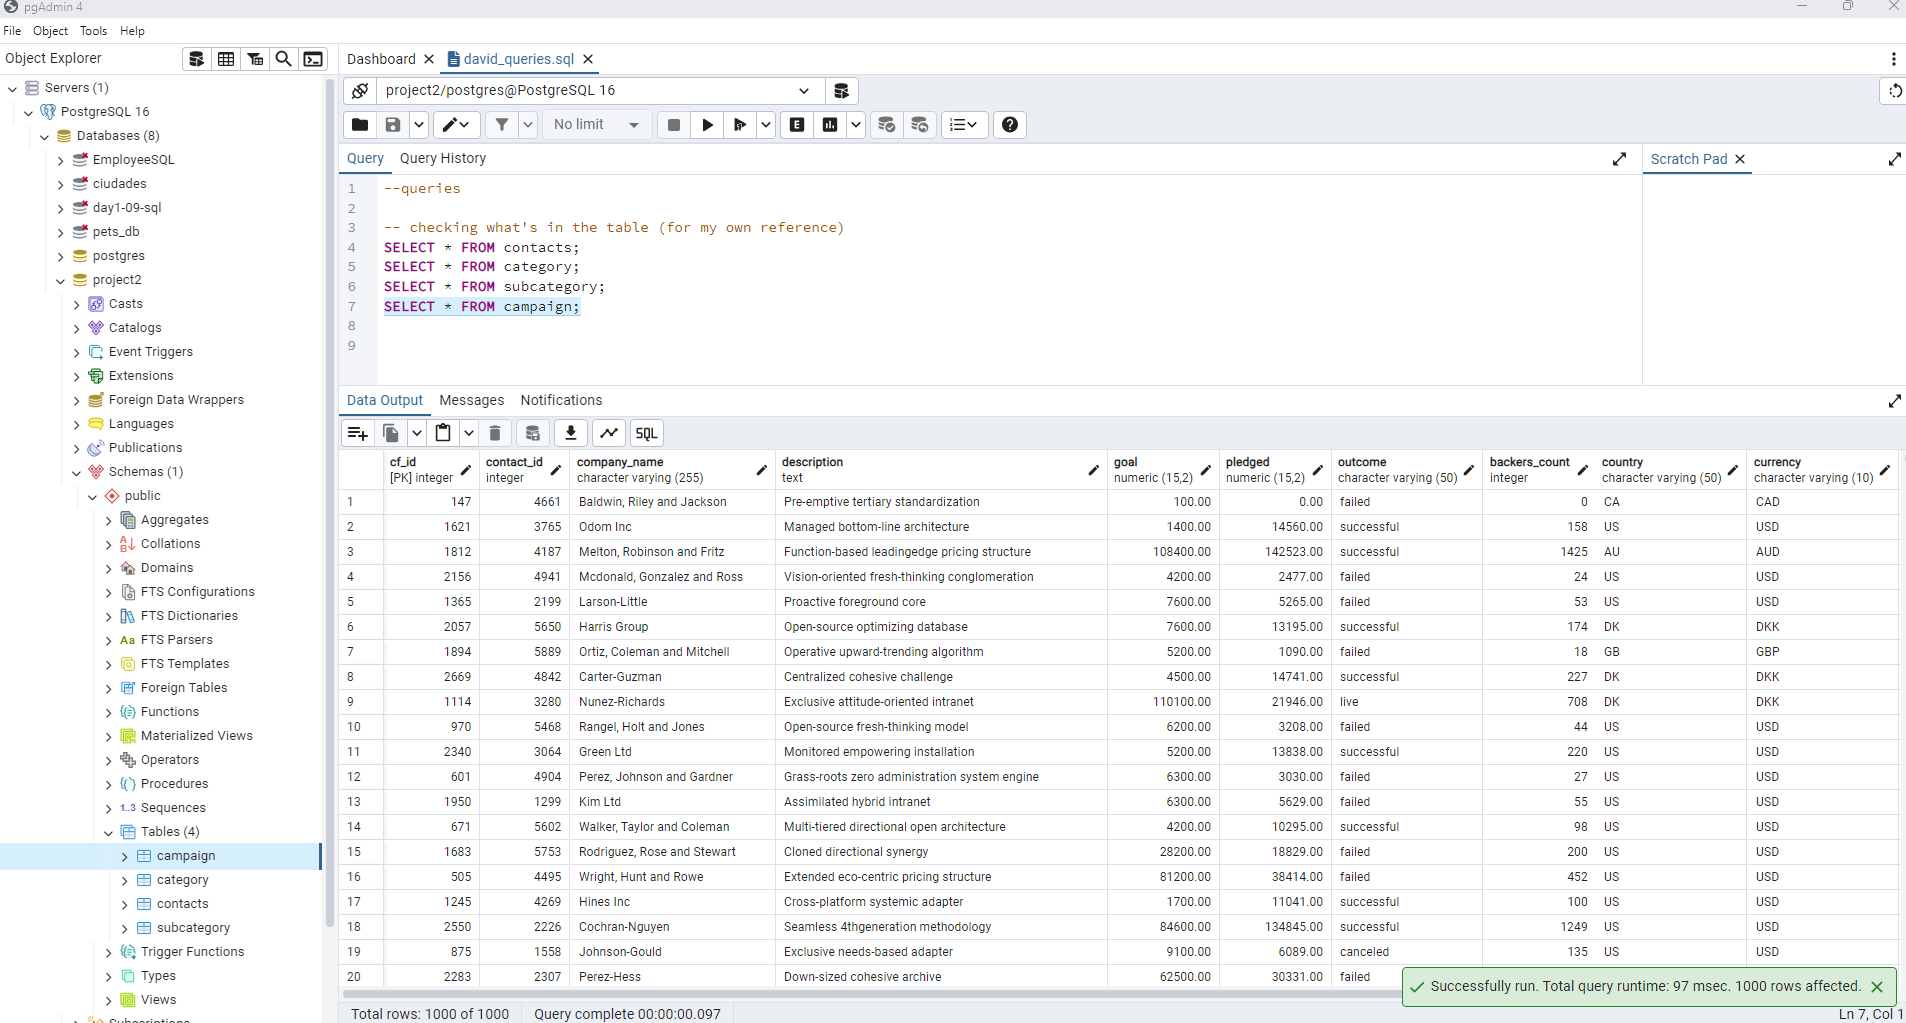 pgAdmin 4
File Object Tools Help
Object Explorer
Servers (1)
PostgreSQL 16
Databases (8)
EmployeeSQL
ciudades
day1-09-sql
pets_db
postgres
project2
Casts
Catalogs
Event Triggers
Extensions
Foreign Data Wrappers
Languages
Publications
Schemas (1)
public
Aggregates
Collations
Domains
FTS Configurations
FTS Dictionaries
Aa FTS Parsers
FTS Templates
Foreign Tables
Functions
Materialized Views
Operators
Procedures
1..3 Sequences
Tables (4)
campaign
category
contacts
subcategory
Trigger Functions
Types
Views
Subscriptions
Dashboard david_queries.sql
project2/postgres@PostgreSQL 16
No limit E SQL
Query Query History
Scratch Pad
1 --queries
2
3 -- checking what's in the table (for my own reference)
4 SELECT * FROM contacts;
5 SELECT * FROM category;
6 SELECT * FROM subcategory;
7 SELECT * FROM campaign;
8
9
Data Output Messages Notifications
cf_id contact_id company_name description goal pledged outcome backers_count country currency
[PK] integer integer character varying (255) text numeric (15,2) numeric (15,2) character varying (50) integer character varying (50) character varying (10)
1 147 4661 Baldwin, Riley and Jackson Pre-emptive tertiary standardization 100.00 0.00 failed 0 CA CAD
2 1621 3765 Odom Inc Managed bottom-line architecture 1400.00 14560.00 successful 158 US USD
3 1812 4187 Melton, Robinson and Fritz Function-based leadingedge pricing structure 108400.00 142523.00 successful 1425 AU AUD
4 2156 4941 Mcdonald, Gonzalez and Ross Vision-oriented fresh-thinking conglomeration 4200.00 2477.00 failed 24 US USD
5 1365 2199 Larson-Little Proactive foreground core 7600.00 5265.00 failed 53 US USD
6 2057 5650 Harris Group Open-source optimizing database 7600.00 13195.00 successful 174 DK DKK
7 1894 5889 Ortiz, Coleman and Mitchell Operative upward-trending algorithm 5200.00 1090.00 failed 18 GB GBP
8 2669 4842 Carter-Guzman Centralized cohesive challenge 4500.00 14741.00 successful 227 DK DKK
9 1114 3280 Nunez-Richards Exclusive attitude-oriented intranet 110100.00 21946.00 live 708 DK DKK
10 970 5468 Rangel, Holt and Jones Open-source fresh-thinking model 6200.00 3208.00 failed 44 US USD
11 2340 3064 Green Ltd Monitored empowering installation 5200.00 13838.00 successful 220 US USD
12 601 4904 Perez, Johnson and Gardner Grass-roots zero administration system engine 6300.00 3030.00 failed 27 US USD
13 1950 1299 Kim Ltd Assimilated hybrid intranet 6300.00 5629.00 failed 55 US USD
14 671 5602 Walker, Taylor and Coleman Multi-tiered directional open architecture 4200.00 10295.00 successful 98 US USD
15 1683 5753 Rodriguez, Rose and Stewart Cloned directional synergy 28200.00 18829.00 failed 200 US USD
16 505 4495 Wright, Hunt and Rowe Extended eco-centric pricing structure 81200.00 38414.00 failed 452 US USD
17 1245 4269 Hines Inc Cross-platform systemic adapter 1700.00 11041.00 successful 100 US USD
18 2550 2226 Cochran-Nguyen Seamless 4thgeneration methodology 84600.00 134845.00 successful 1249 US USD
19 875 1558 Johnson-Gould Exclusive needs-based adapter 9100.00 6089.00 canceled 135 US USD
20 2283 2307 Perez-Hess Down-sized cohesive archive 62500.00 30331.00 failed
Successfully run. Total query runtime: 97 msec. 1000 rows affected.
Total rows: 1000 of 1000 Query complete 00:00:00.097 Ln 7, Col 1